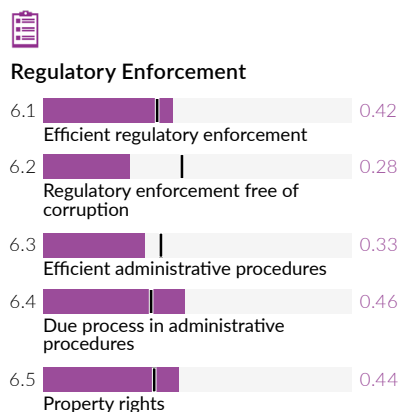 Regulatory Enforcement
6.1 0.42
Efficient regulatory enforcement
6.2 0.28
Regulatory enforcement free of
corruption
6.3 0.33
Efficient administrative procedures
6.4 0.46
Due process in administrative
procedures
6.5 0.44
Property rights